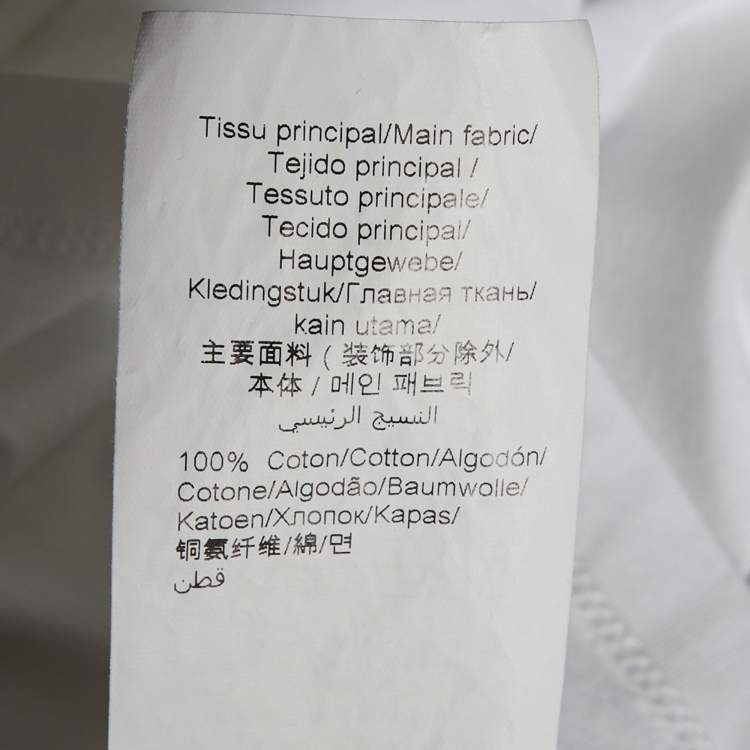 Tissu principal/Main fabric/
Tejido principal /
Tessuto principale/
Tecido principal/
Hauptgewebe/
Kledingstuk/Главная ткань/
kain utama/
主要面料 ( 装饰部分除外/
本体 / 메인 패브릭
النسيج الرئيسي
100% Coton/Cotton/Algodón/
Cotone/Algodão/Baumwolle/
Katoen/Хлопок/Kapas/
铜氨纤维/綿/면
قطن